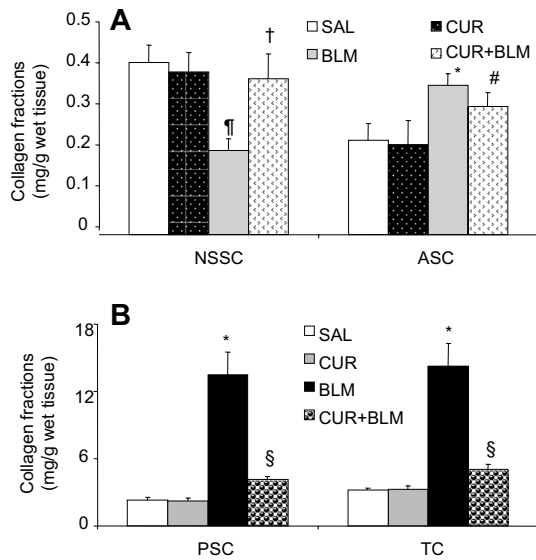 A
SAL CUR
BLM CUR+BLM
Collagen fractions
(mg/g wet tissue)
0.5
0.4
0.3
0.2
0.1
0
†
¶
*
#
NSSC ASC
B
SAL
CUR
BLM
CUR+BLM
Collagen fractions
(mg/g wet tissue)
18
12
6
0
*
§
*
§
PSC TC